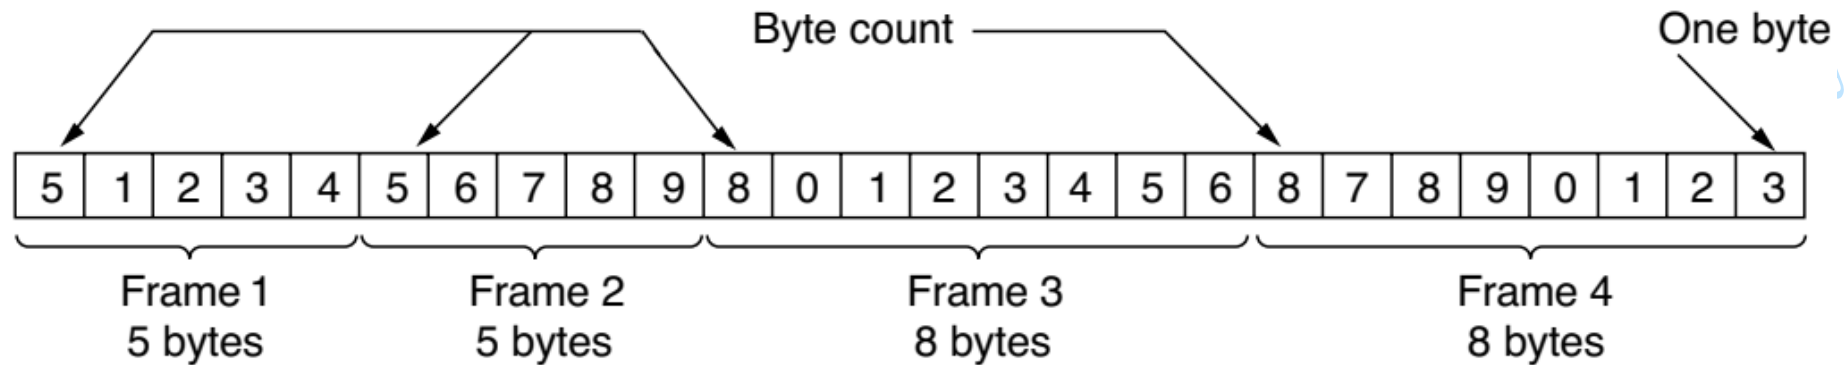 Byte count One byte
5 1 2 3 4 5 6 7 8 9 8 0 1 2 3 4 5 6 8 7 8 9 0 1 2 3
Frame 1 Frame 2 Frame 3 Frame 4
5 bytes 5 bytes 8 bytes 8 bytes